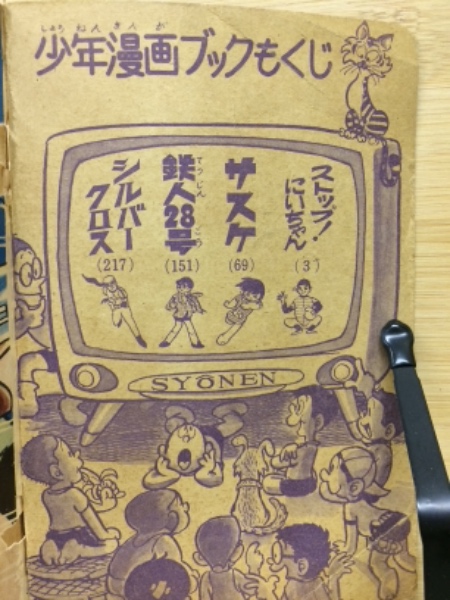 少年漫画ブックもくじ
ストップ！
にいちゃん
(3)
サスケ
(69)
鉄人28号
(151)
シルバー
クロス
(217)
SYŌNEN